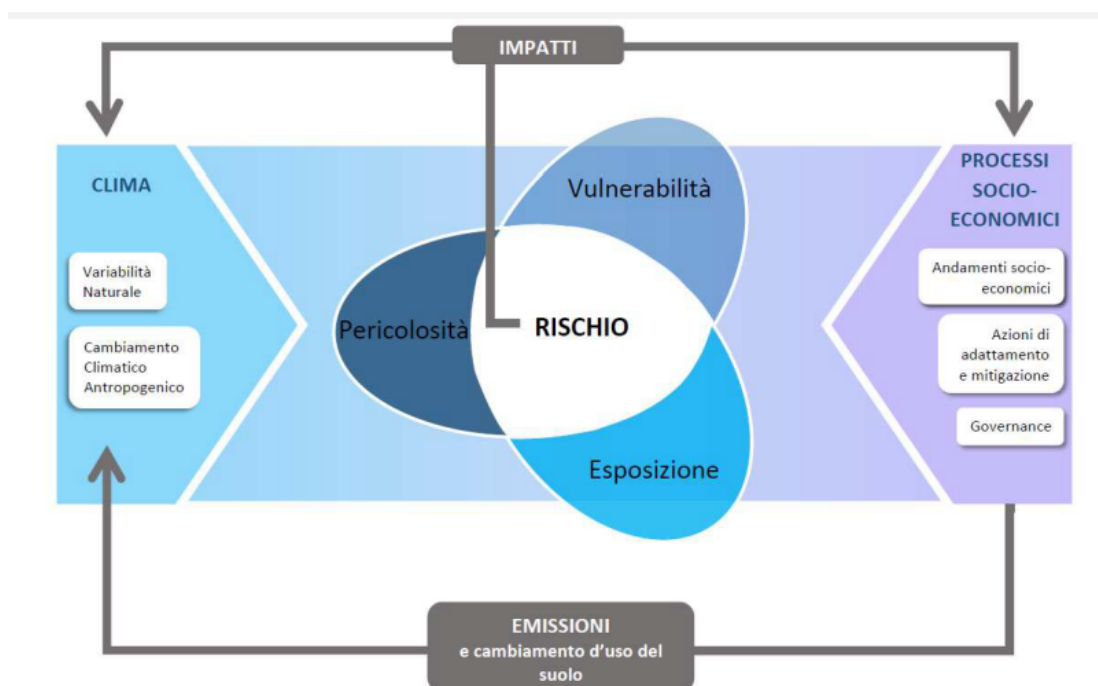 IMPATTI
CLIMA
Variabilità
Naturale
Cambiamento
Climatico
Antropogenico
Vulnerabilità
Pericolosità
RISCHIO
Esposizione
PROCESSI
SOCIO-
ECONOMICI
Andamenti socio-
economici
Azioni di
adattamento
e mitigazione
Governance
EMISSIONI
e cambiamento d'uso del
suolo